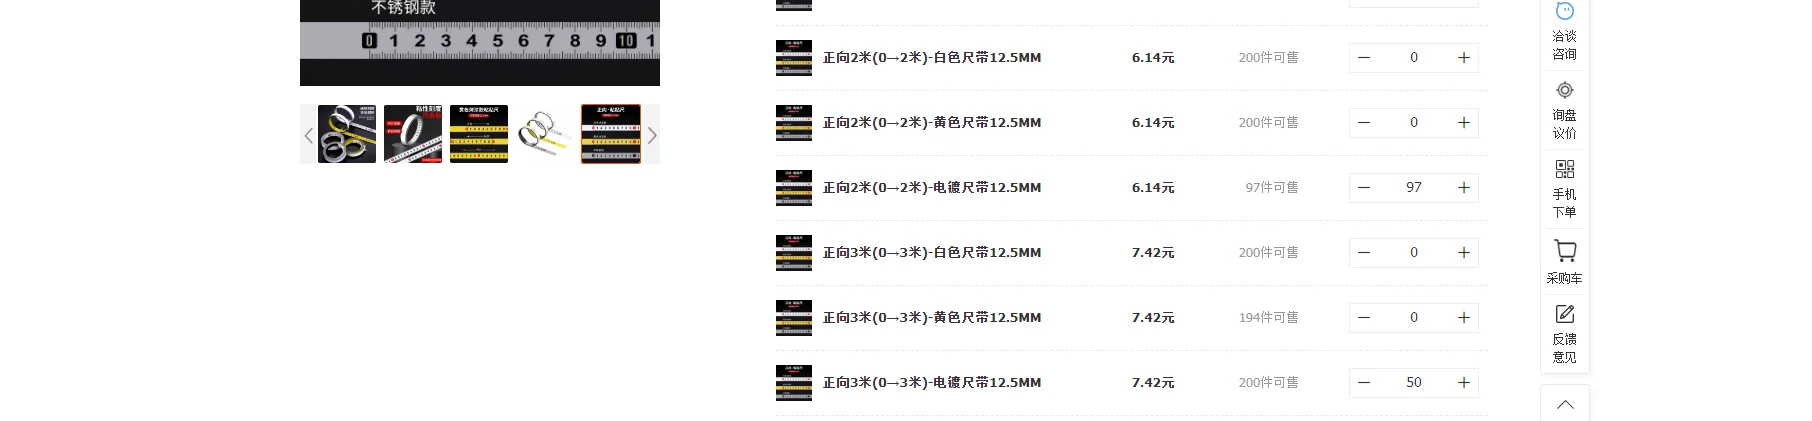 不锈钢款
0 1 2 3 4 5 6 7 8 9 10 1
粘性刻度
黄色背涂款粘贴尺
正向·粘贴尺
正向2米(0→2米)-白色尺带12.5MM 6.14元 200件可售 0
正向2米(0→2米)-黄色尺带12.5MM 6.14元 200件可售 0
正向2米(0→2米)-电镀尺带12.5MM 6.14元 97件可售 97
正向3米(0→3米)-白色尺带12.5MM 7.42元 200件可售 0
正向3米(0→3米)-黄色尺带12.5MM 7.42元 194件可售 0
正向3米(0→3米)-电镀尺带12.5MM 7.42元 200件可售 50
洽谈
咨询
询盘
议价
手机
下单
采购车
反馈
意见